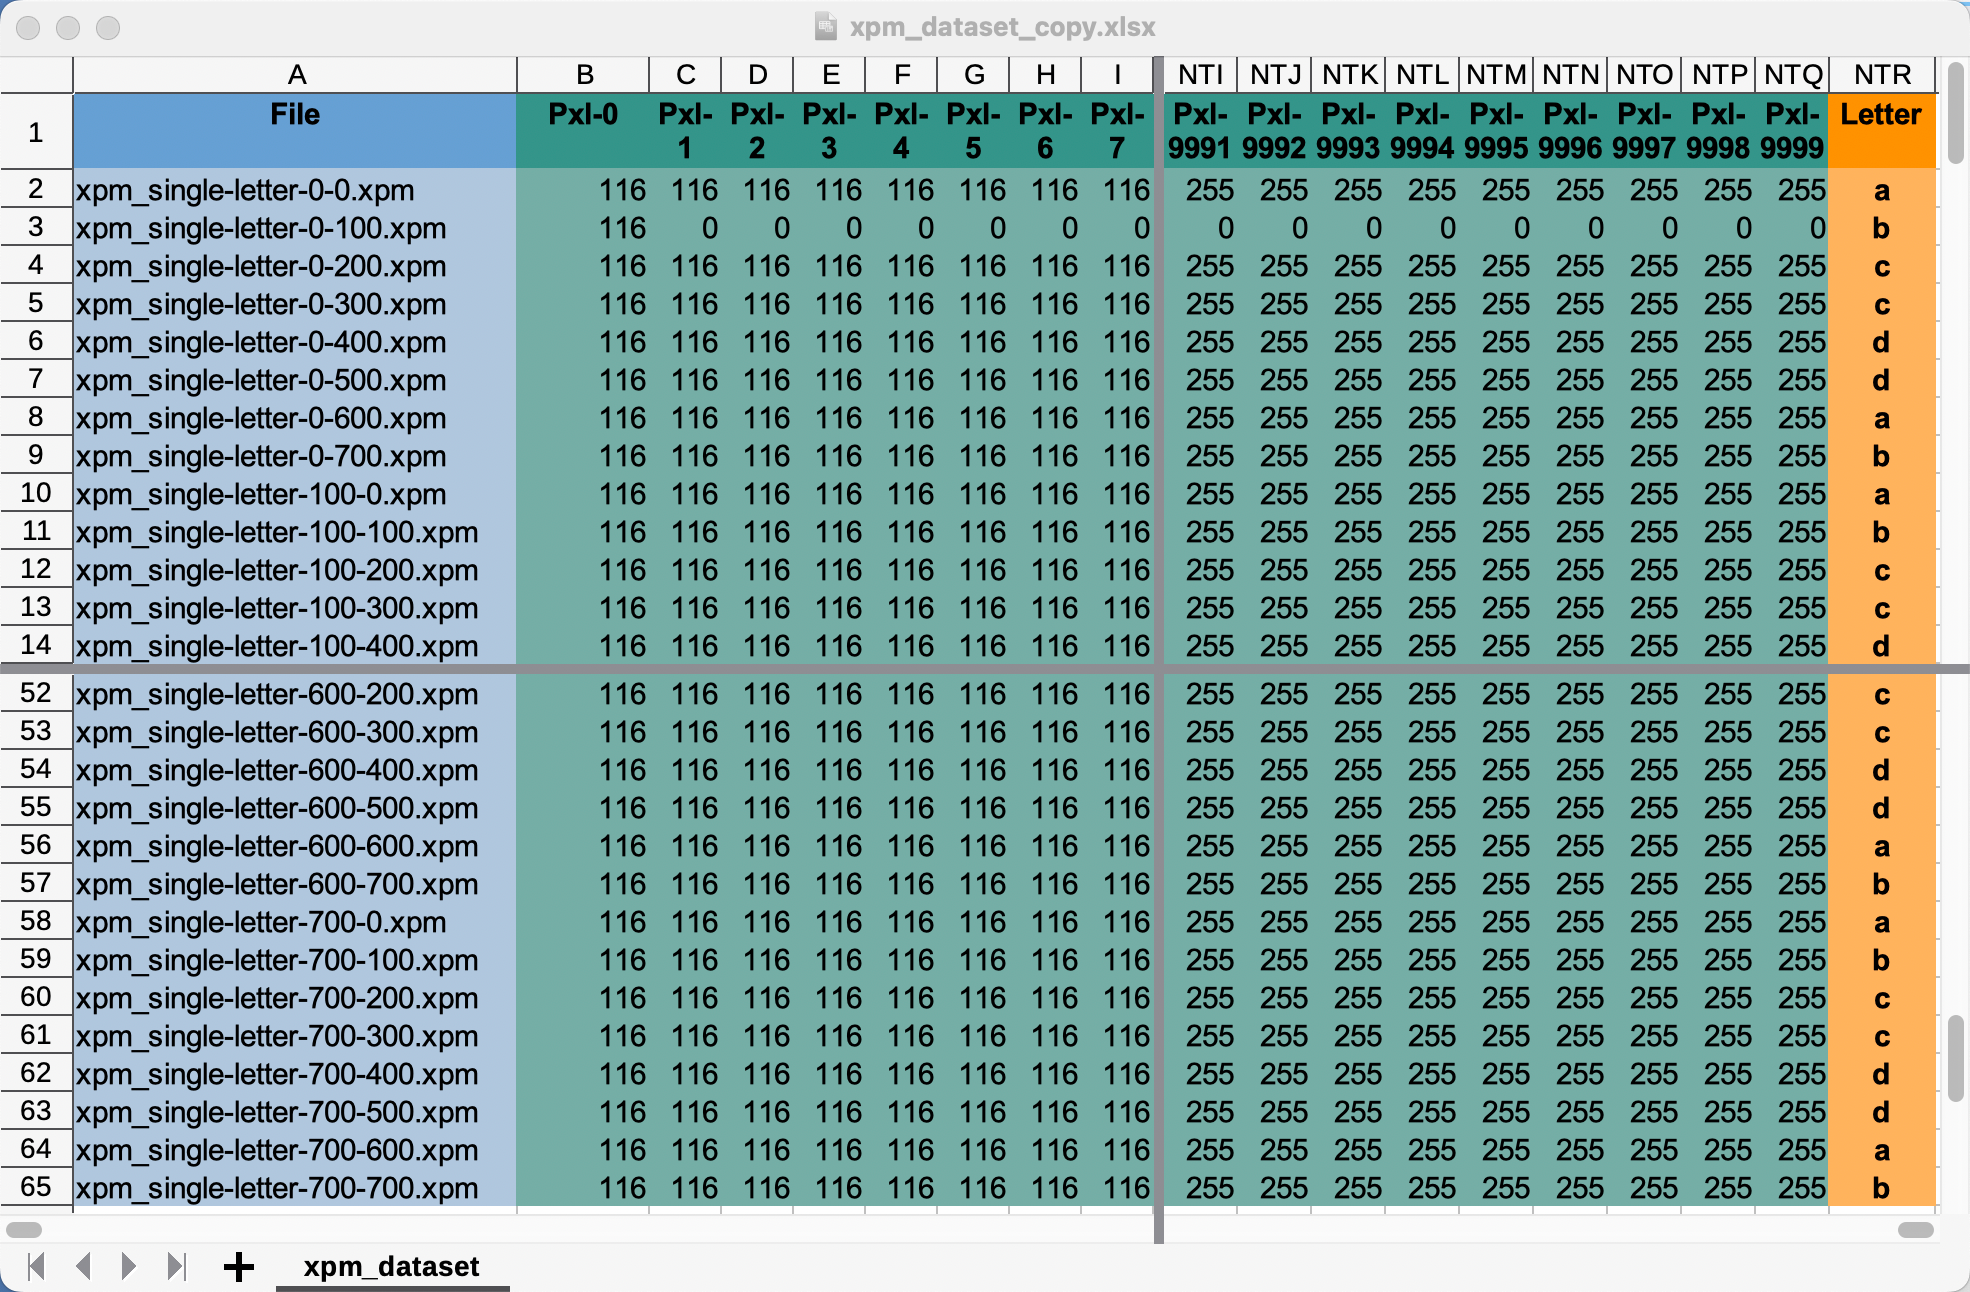 xpm_dataset_copy.xlsx
A B C D E F G H I NTI NTJ NTK NTL NTM NTN NTO NTP NTQ NTR
1 File Pxl-0 Pxl-1 Pxl-2 Pxl-3 Pxl-4 Pxl-5 Pxl-6 Pxl-7 Pxl-9991 Pxl-9992 Pxl-9993 Pxl-9994 Pxl-9995 Pxl-9996 Pxl-9997 Pxl-9998 Pxl-9999 Letter
2 xpm_single-letter-0-0.xpm 116 116 116 116 116 116 116 116 255 255 255 255 255 255 255 255 255 a
3 xpm_single-letter-0-100.xpm 116 0 0 0 0 0 0 0 0 0 0 0 0 0 0 0 0 b
4 xpm_single-letter-0-200.xpm 116 116 116 116 116 116 116 116 255 255 255 255 255 255 255 255 255 c
5 xpm_single-letter-0-300.xpm 116 116 116 116 116 116 116 116 255 255 255 255 255 255 255 255 255 c
6 xpm_single-letter-0-400.xpm 116 116 116 116 116 116 116 116 255 255 255 255 255 255 255 255 255 d
7 xpm_single-letter-0-500.xpm 116 116 116 116 116 116 116 116 255 255 255 255 255 255 255 255 255 d
8 xpm_single-letter-0-600.xpm 116 116 116 116 116 116 116 116 255 255 255 255 255 255 255 255 255 a
9 xpm_single-letter-0-700.xpm 116 116 116 116 116 116 116 116 255 255 255 255 255 255 255 255 255 b
10 xpm_single-letter-100-0.xpm 116 116 116 116 116 116 116 116 255 255 255 255 255 255 255 255 255 a
11 xpm_single-letter-100-100.xpm 116 116 116 116 116 116 116 116 255 255 255 255 255 255 255 255 255 b
12 xpm_single-letter-100-200.xpm 116 116 116 116 116 116 116 116 255 255 255 255 255 255 255 255 255 c
13 xpm_single-letter-100-300.xpm 116 116 116 116 116 116 116 116 255 255 255 255 255 255 255 255 255 c
14 xpm_single-letter-100-400.xpm 116 116 116 116 116 116 116 116 255 255 255 255 255 255 255 255 255 d
52 xpm_single-letter-600-200.xpm 116 116 116 116 116 116 116 116 255 255 255 255 255 255 255 255 255 c
53 xpm_single-letter-600-300.xpm 116 116 116 116 116 116 116 116 255 255 255 255 255 255 255 255 255 c
54 xpm_single-letter-600-400.xpm 116 116 116 116 116 116 116 116 255 255 255 255 255 255 255 255 255 d
55 xpm_single-letter-600-500.xpm 116 116 116 116 116 116 116 116 255 255 255 255 255 255 255 255 255 d
56 xpm_single-letter-600-600.xpm 116 116 116 116 116 116 116 116 255 255 255 255 255 255 255 255 255 a
57 xpm_single-letter-600-700.xpm 116 116 116 116 116 116 116 116 255 255 255 255 255 255 255 255 255 b
58 xpm_single-letter-700-0.xpm 116 116 116 116 116 116 116 116 255 255 255 255 255 255 255 255 255 a
59 xpm_single-letter-700-100.xpm 116 116 116 116 116 116 116 116 255 255 255 255 255 255 255 255 255 b
60 xpm_single-letter-700-200.xpm 116 116 116 116 116 116 116 116 255 255 255 255 255 255 255 255 255 c
61 xpm_single-letter-700-300.xpm 116 116 116 116 116 116 116 116 255 255 255 255 255 255 255 255 255 c
62 xpm_single-letter-700-400.xpm 116 116 116 116 116 116 116 116 255 255 255 255 255 255 255 255 255 d
63 xpm_single-letter-700-500.xpm 116 116 116 116 116 116 116 116 255 255 255 255 255 255 255 255 255 d
64 xpm_single-letter-700-600.xpm 116 116 116 116 116 116 116 116 255 255 255 255 255 255 255 255 255 a
65 xpm_single-letter-700-700.xpm 116 116 116 116 116 116 116 116 255 255 255 255 255 255 255 255 255 b
xpm_dataset